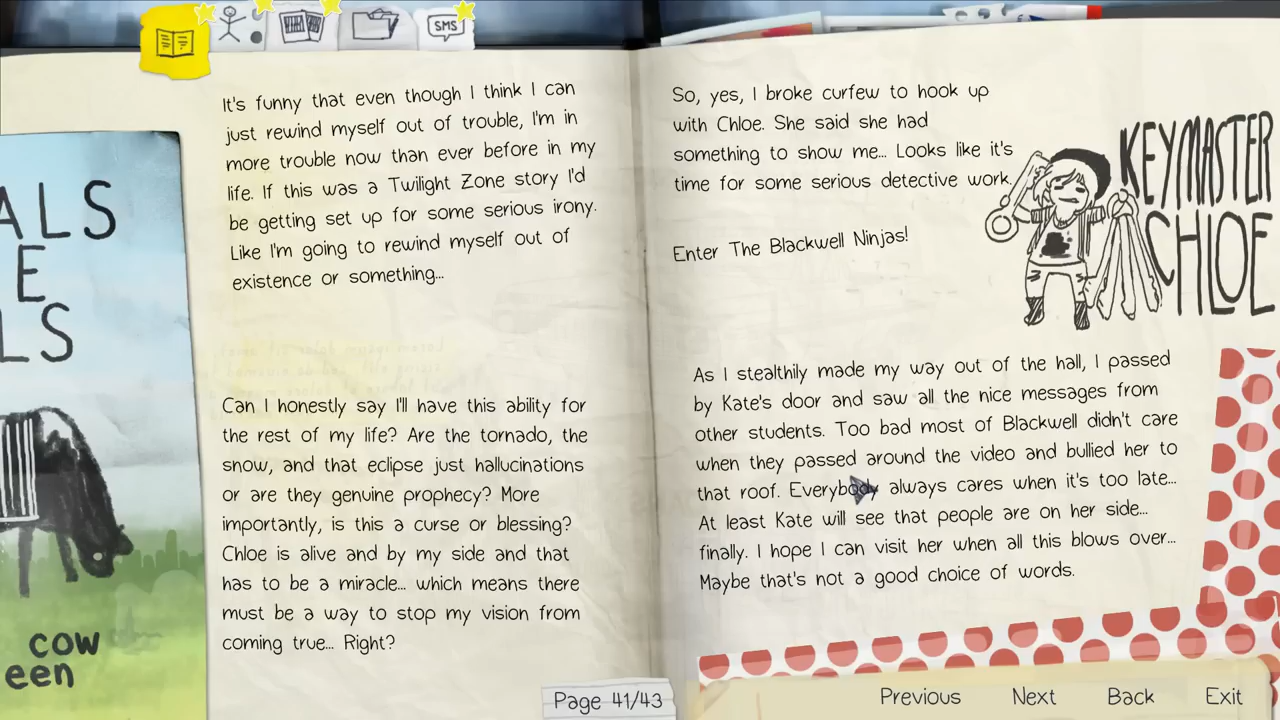 SMS
ALS
E
LS
cow
een
It's funny that even though I think I can
just rewind myself out of trouble, I'm in
more trouble now than ever before in my
life. If this was a Twilight Zone story I'd
be getting set up for some serious irony.
Like I'm going to rewind myself out of
existence or something...
Can I honestly say I'll have this ability for
the rest of my life? Are the tornado, the
snow, and that eclipse just hallucinations
or are they genuine prophecy? More
importantly, is this a curse or blessing?
Chloe is alive and by my side and that
has to be a miracle... which means there
must be a way to stop my vision from
coming true... Right?
So, yes, I broke curfew to hook up
with Chloe. She said she had
something to show me... Looks like it's
time for some serious detective work.
Enter The Blackwell Ninjas!
KEYMASTER
CHLOE
As I stealthily made my way out of the hall, I passed
by Kate's door and saw all the nice messages from
other students. Too bad most of Blackwell didn't care
when they passed around the video and bullied her to
that roof. Everybody always cares when it's too late...
At least Kate will see that people are on her side...
finally. I hope I can visit her when all this blows over...
Maybe that's not a good choice of words.
Page 41/43
Previous Next Back Exit